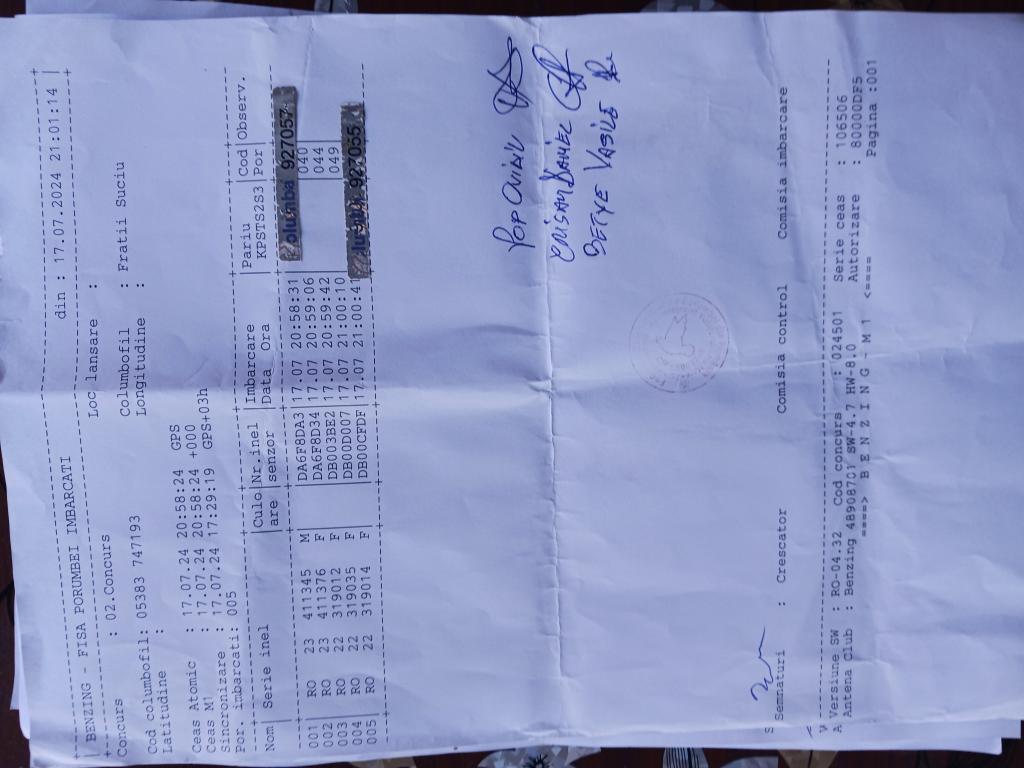 BENZING - FISA PORUMBEI IMBARCATI din : 17.07.2024 21:01:14
Concurs : 02.Concurs Loc lansare :
Cod columbofil: 05383 747193 Columbofil : Fratii Suciu
Latitudine : Longitudine :
Ceas Atomic : 17.07.24 20:58:24 GPS
Ceas M1 : 17.07.24 20:58:24 +000
Sincronizare : 17.07.24 17:29:19 GPS+03h
Por. imbarcati: 005
Nom| Serie inel |Culo|Nr.inel |Imbarcare |Pariu |Cod |Observ.
are |senzor |Data Ora |KPSTS2S3 |Por
001| RO 23 411345 M |DA6F8DA3|17.07 20:58:31 Columba 927057
002| RO 23 411376 F |DA6F8D34|17.07 20:59:06 |040
003| RO 22 319012 F |DB003BE2|17.07 20:59:42 |044
004| RO 22 319035 F |DB00D007|17.07 21:00:10 |049
005| RO 22 319014 F |DB00CFDF|17.07 21:00:41 927055
POP OVIDIU
CRISAN DANIEL
VASILE
Semnaturi : Crescator Comisia control Comisia imbarcare
Versiune SW : RO-04.32 Cod concurs : 024501 Serie ceas : 106506
Antena Club : Benzing 48908701 SW-4.7 HW-8.0 Autorizare : 80000DF5
====> B E N Z I N G - M 1 <==== Pagina :001